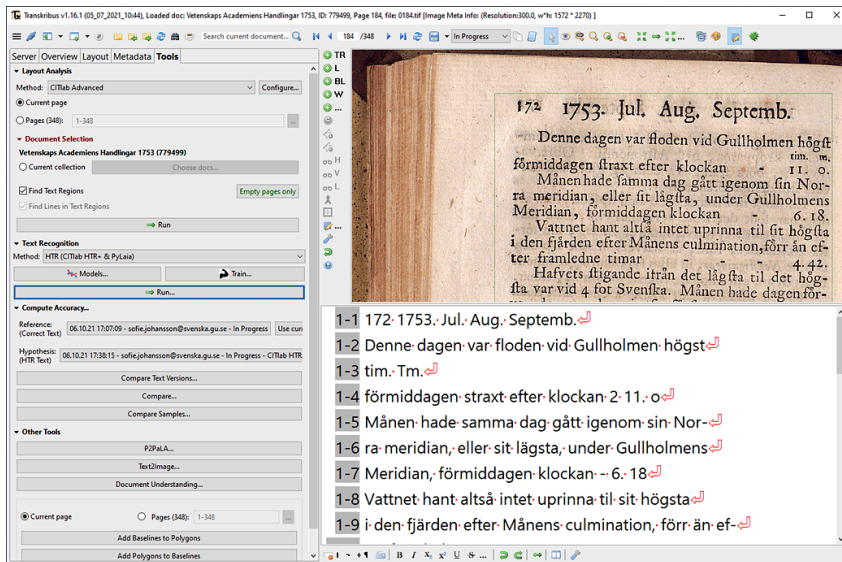 Transkribus v1.16.1 (05_07_2021_10:44), Loaded doc: Vetenskaps Academiens Handlingar 1753, ID: 779499, Page 184, file: 0184.tif [Image Meta Info: (Resolution:300.0, w*h: 1572 * 2270) ]
Search current document...
184 /348
In Progress
Server Overview Layout Metadata Tools
Layout Analysis
Method: CITlab Advanced Configure...
Current page
Pages (348): 1-348 ...
Document Selection
Vetenskaps Academiens Handlingar 1753 (779499)
Current collection Choose docs...
Find Text Regions Empty pages only
Find Lines in Text Regions
Run
Text Recognition
Method: HTR (CITlab HTR+ & PyLaia)
Models... Train...
Run...
Compute Accuracy...
Reference:
(Correct Text) 06.10.21 17:07:09 - sofie.johansson@svenska.gu.se - In Progress Use curr
Hypothesis:
(HTR Text) 06.10.21 17:38:15 - sofie.johansson@svenska.gu.se - In Progress - CITlab HTR
Compare Text Versions...
Compare...
Compare Samples...
Other Tools
P2PaLA...
Text2Image...
Document Understanding...
Current page Pages (348): 1-348 ...
Add Baselines to Polygons
Add Polygons to Baselines
TR
L
BL
W
...
H
V
L
...
172 1753. Jul. Aug. Septemb.
Denne dagen var floden vid Gullholmen högſt
tim. m.
förmiddagen ſtraxt efter klockan - 11. 0.
Månen hade ſamma dag gått igenom ſin Nor-
ra meridian, eller ſit lågſta, under Gullholmens
Meridian, förmiddagen klockan - 6. 18.
Vattnet hant altſå intet uprinna til ſit högſta
i den fjården efter Månens culmination, förr ån ef-
ter framledne timar - - - 4. 42.
Hafvets ſtigande ifrån det lågſta til det hög-
ſta var vid 4 fot Svenſka. Månen hade dagen för-
1-1 172· 1753.· Jul.· Aug.· Septemb.
1-2 Denne· dagen· var· floden· vid· Gullholmen· högst
1-3 tim.· Tm.
1-4 förmiddagen· straxt· efter· klockan· 2· 11.· o
1-5 Månen· hade· samma· dag· gått· igenom· sin· Nor-
1-6 ra· meridian,· eller· sit· lägsta,· under· Gullholmens
1-7 Meridian,· förmiddagen· klockan· -· 6.· 18
1-8 Vattnet· hant· altså· intet· uprinna· til· sit· högsta
1-9 i· den· fjärden· efter· Månens· culmination,· förr· än· ef-
B I X₂ X² U S ...